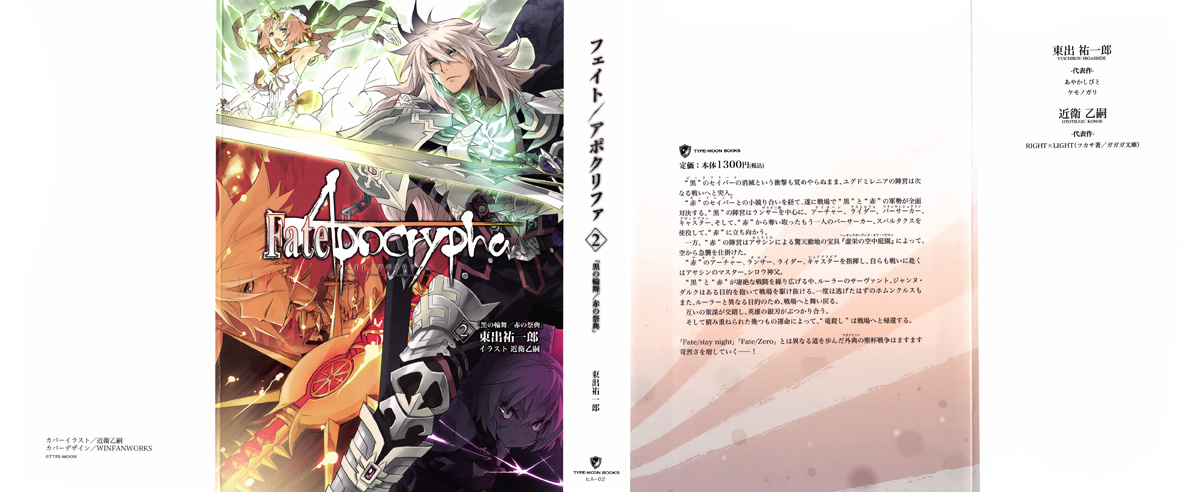 カバーイラスト／近衛乙嗣
カバーデザイン／WINFANWORKS
©TYPE-MOON
Fate/Apocrypha
2
「黒の輪舞／赤の祭典」
東出祐一郎
イラスト 近衛乙嗣
フェイト／アポクリファ 2 『黒の輪舞／赤の祭典』 東出祐一郎
TYPE-MOON BOOKS
ヒA-02
TYPE-MOON BOOKS
定価：本体1300円(税込)
“黒”のセイバーの消滅という衝撃も覚めやらぬまま、ユグドミレニアの陣営は次
なる戦いへと突入。
“赤”のセイバーとの小競り合いを経て、遂に戦場で“黒”と“赤”の軍勢が全面
対決する。“黒”の陣営はランサーを中心に、アーチャー、ライダー、バーサーカー、
キャスター、そして、“赤”から奪い取ったもう一人のバーサーカー、スパルタクスを
使役して、“赤”に立ち向かう。
一方、“赤”の陣営はアサシンによる驚天動地の宝具『虚栄の空中庭園』によって、
空から急襲を仕掛けた。
“赤”のアーチャー、ランサー、ライダー、キャスターを指揮し、自らも戦いに赴く
はアサシンのマスター、シロウ神父。
“黒”と“赤”が凄絶な戦闘を繰り広げる中、ルーラーのサーヴァント、ジャンヌ・
ダルクはある目的を抱いて戦場を駆け抜ける。一度は逃げたはずのホムンクルスも
また、ルーラーと異なる目的のため、戦場へと舞い戻る。
互いの策謀が交錯し、英雄の銀刃がぶつかり合う。
そして積み重ねられた幾つもの運命によって、“竜殺し”は戦場へと帰還する。
「Fate/stay night」「Fate/Zero」とは異なる道を歩んだ外典の聖杯戦争はますます
苛烈さを増していく――！
東出 祐一郎
YUICHIROU HIGASHIDE
-代表作-
あやかしびと
ケモノガリ
近衛 乙嗣
OTOTSUGU KONOE
-代表作-
RIGHT×LIGHT（ツカサ著／ガガガ文庫）